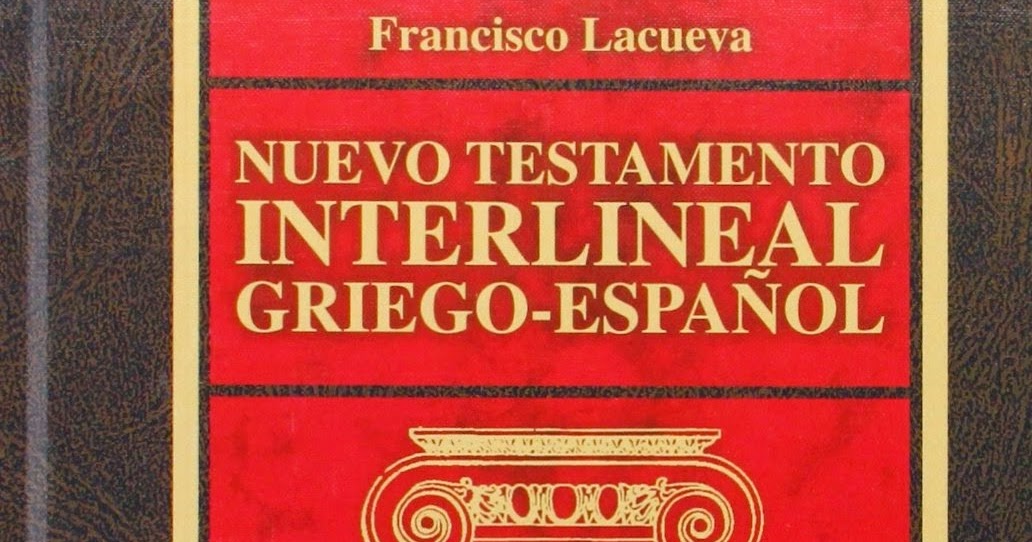 Francisco Lacueva
NUEVO TESTAMENTO
INTERLINEAL
GRIEGO-ESPAÑOL